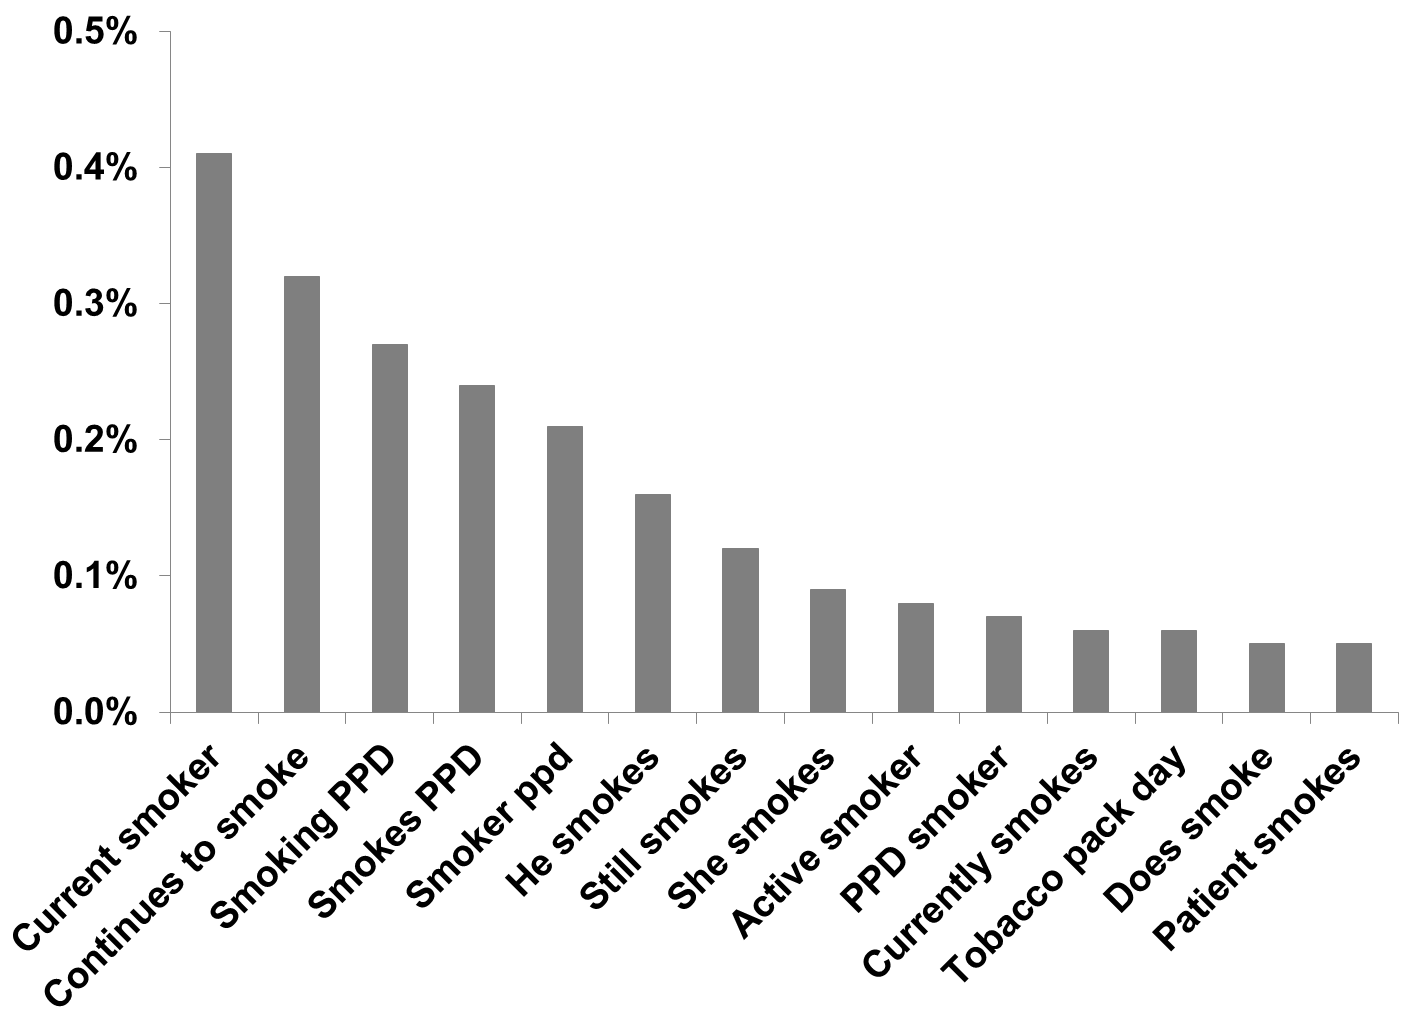 0.5%
0.4%
0.3%
0.2%
0.1%
0.0%
Current smoker
Continues to smoke
Smoking PPD
Smokes PPD
Smoker ppd
He smokes
Still smokes
She smokes
Active smoker
PPD smoker
Currently smokes
Tobacco pack day
Does smoke
Patient smokes